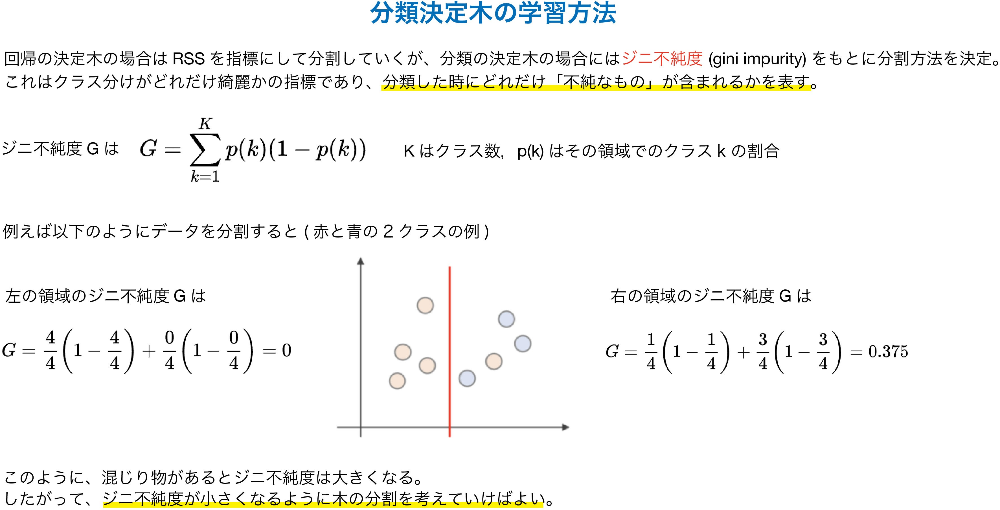 分類決定木の学習方法
回帰の決定木の場合は RSS を指標にして分割していくが、分類の決定木の場合にはジニ不純度 (gini impurity) をもとに分割方法を決定。
これはクラス分けがどれだけ綺麗かの指標であり、分類した時にどれだけ「不純なもの」が含まれるかを表す。
ジニ不純度 G は G = \sum_{k=1}^{K} p(k)(1 − p(k)) K はクラス数, p(k) はその領域でのクラス k の割合
例えば以下のようにデータを分割すると ( 赤と青の 2 クラスの例 )
左の領域のジニ不純度 G は
G = \frac{4}{4}(1 − \frac{4}{4}) + \frac{0}{4}(1 − \frac{0}{4}) = 0
右の領域のジニ不純度 G は
G = \frac{1}{4}(1 − \frac{1}{4}) + \frac{3}{4}(1 − \frac{3}{4}) = 0.375
このように、混じり物があるとジニ不純度は大きくなる。
したがって、ジニ不純度が小さくなるように木の分割を考えていけばよい。